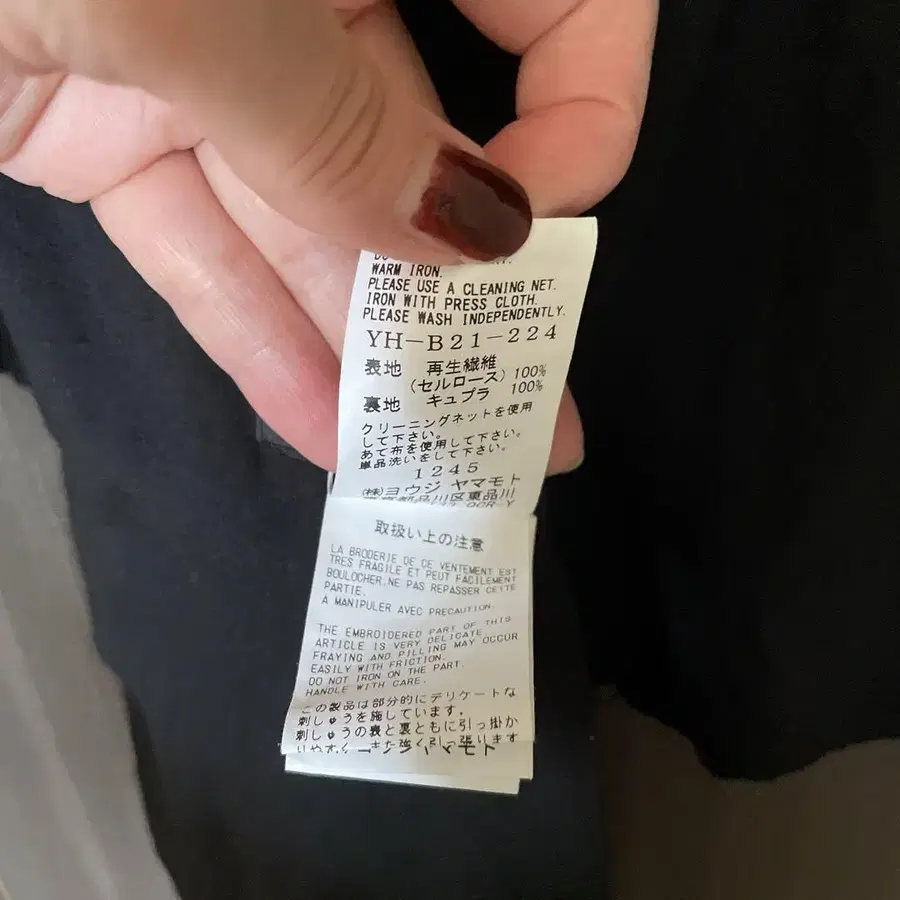 WARM IRON.
PLEASE USE A CLEANING NET.
IRON WITH PRESS CLOTH.
PLEASE WASH INDEPENDENTLY.
YH-B21-224
表地 再生繊維
(セルロース) 100%
裏地 キュプラ 100%
クリーニングネットを使用
して下さい。
あて布を使用して下さい。
単品洗いをして下さい。
1245
(株)ヨウジ ヤマモト
取扱い上の注意
LA BRODERIE DE CE VENTEMENT EST
TRES FRAGILE ET PEUT FACILEMENT
BOULOCHER.NE PAS REPASSER CETTE
PARTIE.
A MANIPULER AVEC PRECAUTION.
THE EMBROIDERED PART OF THIS
ARTICLE IS VERY DELICATE.
FRAYING AND PILLING MAY OCCUR
EASILY WITH FRICTION.
DO NOT IRON ON THE PART.
HANDLE WITH CARE.
この製品は部分的にデリケートな
刺しゅうを施しています。
刺しゅうの表と裏ともに引っ掛か
ヤマモト